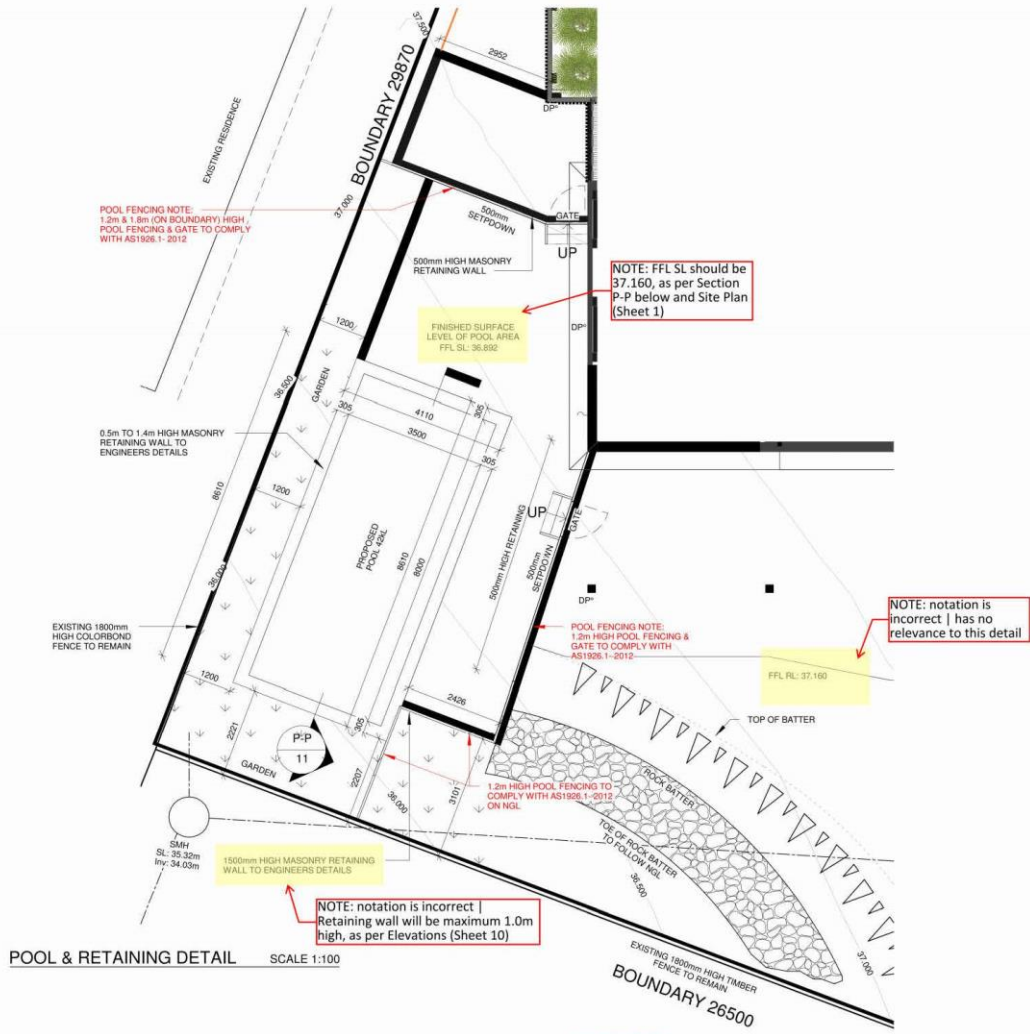 37.500
2952
BOUNDARY 29870
EXISTING RESIDENCE
DP°
POOL FENCING NOTE:
1.2m & 1.8m (ON BOUNDARY) HIGH
POOL FENCING & GATE TO COMPLY
WITH AS1926.1- 2012
37.000
500mm
SETPDOWN
GATE
UP
500mm HIGH MASONRY
RETAINING WALL
NOTE: FFL SL should be
37.160, as per Section
P-P below and Site Plan
(Sheet 1)
FINISHED SURFACE
LEVEL OF POOL AREA
FFL SL: 36.892
DP°
1200
GARDEN
36.500
305
4110
305
3500
305
0.5m TO 1.4m HIGH MASONRY
RETAINING WALL TO
ENGINEERS DETAILS
8610
1200
PROPOSED
POOL 42kL
8610
8000
500mm HIGH RETAINING
UP
GATE
500mm
SETPDOWN
36.000
DP°
EXISTING 1800mm
HIGH COLORBOND
FENCE TO REMAIN
POOL FENCING NOTE:
1.2m HIGH POOL FENCING &
GATE TO COMPLY WITH
AS1926.1-2012
NOTE: notation is
incorrect | has no
relevance to this detail
FFL RL: 37.160
1200
2426
TOP OF BATTER
2221
305
P-P
11
GARDEN
2207
36.000
3101
1.2m HIGH POOL FENCING TO
COMPLY WITH AS1926.1-2012
ON NGL
ROCK BATTER
TOE OF ROCK BATTER
TO FOLLOW NGL
36.500
37.000
SMH
SL: 35.32m
Inv: 34.03m
1500mm HIGH MASONRY RETAINING
WALL TO ENGINEERS DETAILS
NOTE: notation is incorrect |
Retaining wall will be maximum 1.0m
high, as per Elevations (Sheet 10)
EXISTING 1800mm HIGH TIMBER
FENCE TO REMAIN
BOUNDARY 26500
POOL & RETAINING DETAIL SCALE 1:100